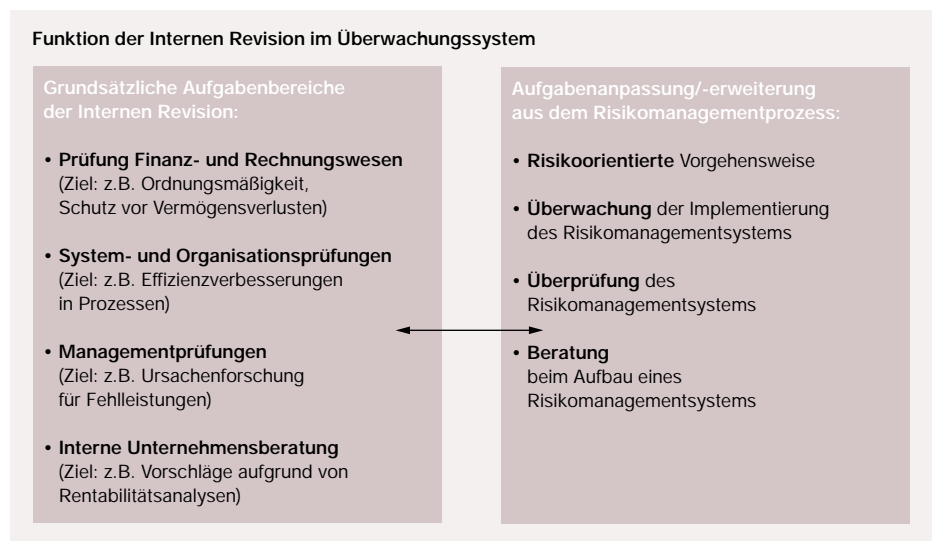 Funktion der Internen Revision im Überwachungssystem
Grundsätzliche Aufgabenbereiche
der Internen Revision:
• Prüfung Finanz- und Rechnungswesen
(Ziel: z.B. Ordnungsmäßigkeit,
Schutz vor Vermögensverlusten)
• System- und Organisationsprüfungen
(Ziel: z.B. Effizienzverbesserungen
in Prozessen)
• Managementprüfungen
(Ziel: z.B. Ursachenforschung
für Fehlleistungen)
• Interne Unternehmensberatung
(Ziel: z.B. Vorschläge aufgrund von
Rentabilitätsanalysen)
Aufgabenanpassung/-erweiterung
aus dem Risikomanagementprozess:
• Risikoorientierte Vorgehensweise
• Überwachung der Implementierung
des Risikomanagementsystems
• Überprüfung des
Risikomanagementsystems
• Beratung
beim Aufbau eines
Risikomanagementsystems